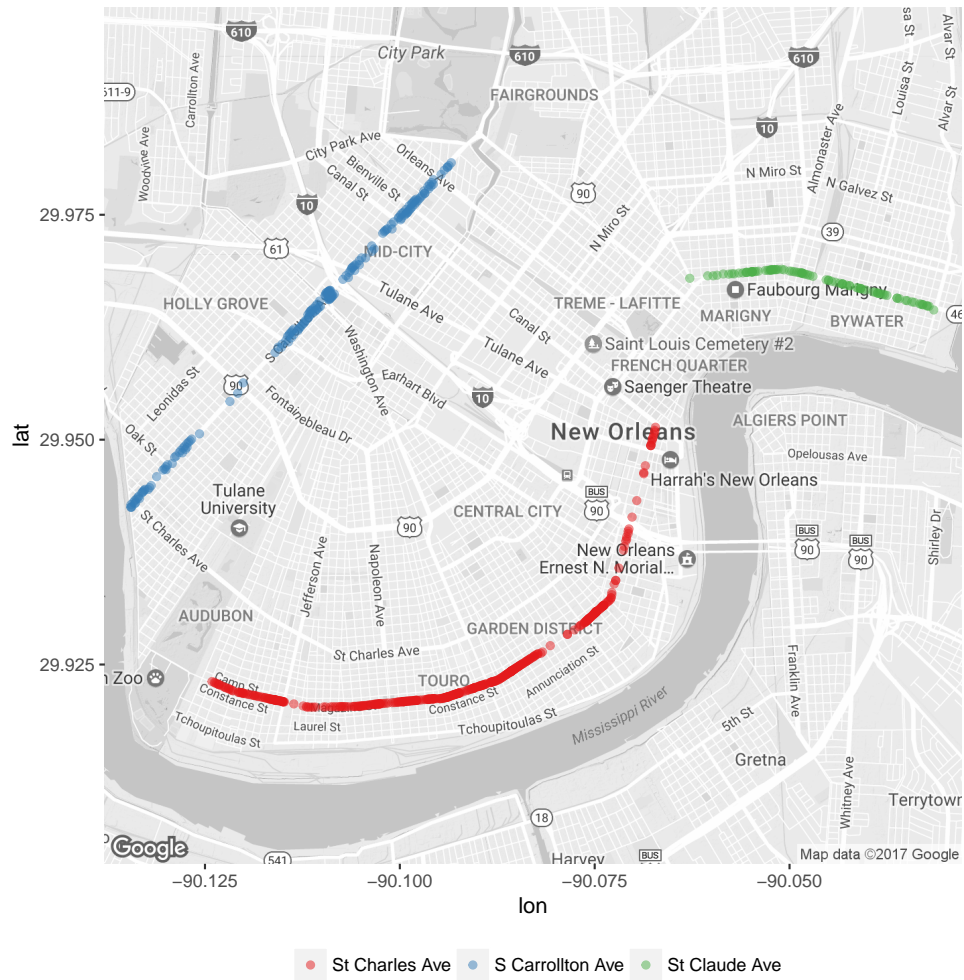 610
City Park
610
610
Alvar St
Louisa St
611-9
Carrollton Ave
FAIRGROUNDS
10
Alvar St
City Park Ave
Orleans Ave
Almonaster Ave
Woodvine Ave
Bienville St
Canal St
N Miro St
N Galvez St
90
10
29.975
N Miro St
39
61
MID-CITY
Tulane Ave
Faubourg Marigny
HOLLY GROVE
TREME - LAFITTE
MARIGNY
BYWATER
46
Canal St
Washington Ave
Tulane Ave
Saint Louis Cemetery #2
FRENCH QUARTER
Leonidas St
90
Earhart Blvd
Saenger Theatre
10
Fontainebleau Dr
ALGIERS POINT
lat
29.950
Oak St
New Orleans
Opelousas Ave
Harrah's New Orleans
Tulane
University
BUS
90
CENTRAL CITY
St Charles Ave
90
BUS
90
BUS
90
Shirley Dr
New Orleans
Ernest N. Morial...
Jefferson Ave
Napoleon Ave
AUDUBON
GARDEN DISTRICT
29.925
St Charles Ave
Annunciation St
Franklin Ave
n Zoo
Camp St
TOURO
Constance St
Constance St
Laurel St
Tchoupitoulas St
Tchoupitoulas St
Mississippi River
5th St
Gretna
Whitney Ave
Terrytown
18
Harvey
BUS
90
541
Google
Map data ©2017 Google
−90.125
−90.100
−90.075
−90.050
lon
St Charles Ave
S Carrollton Ave
St Claude Ave